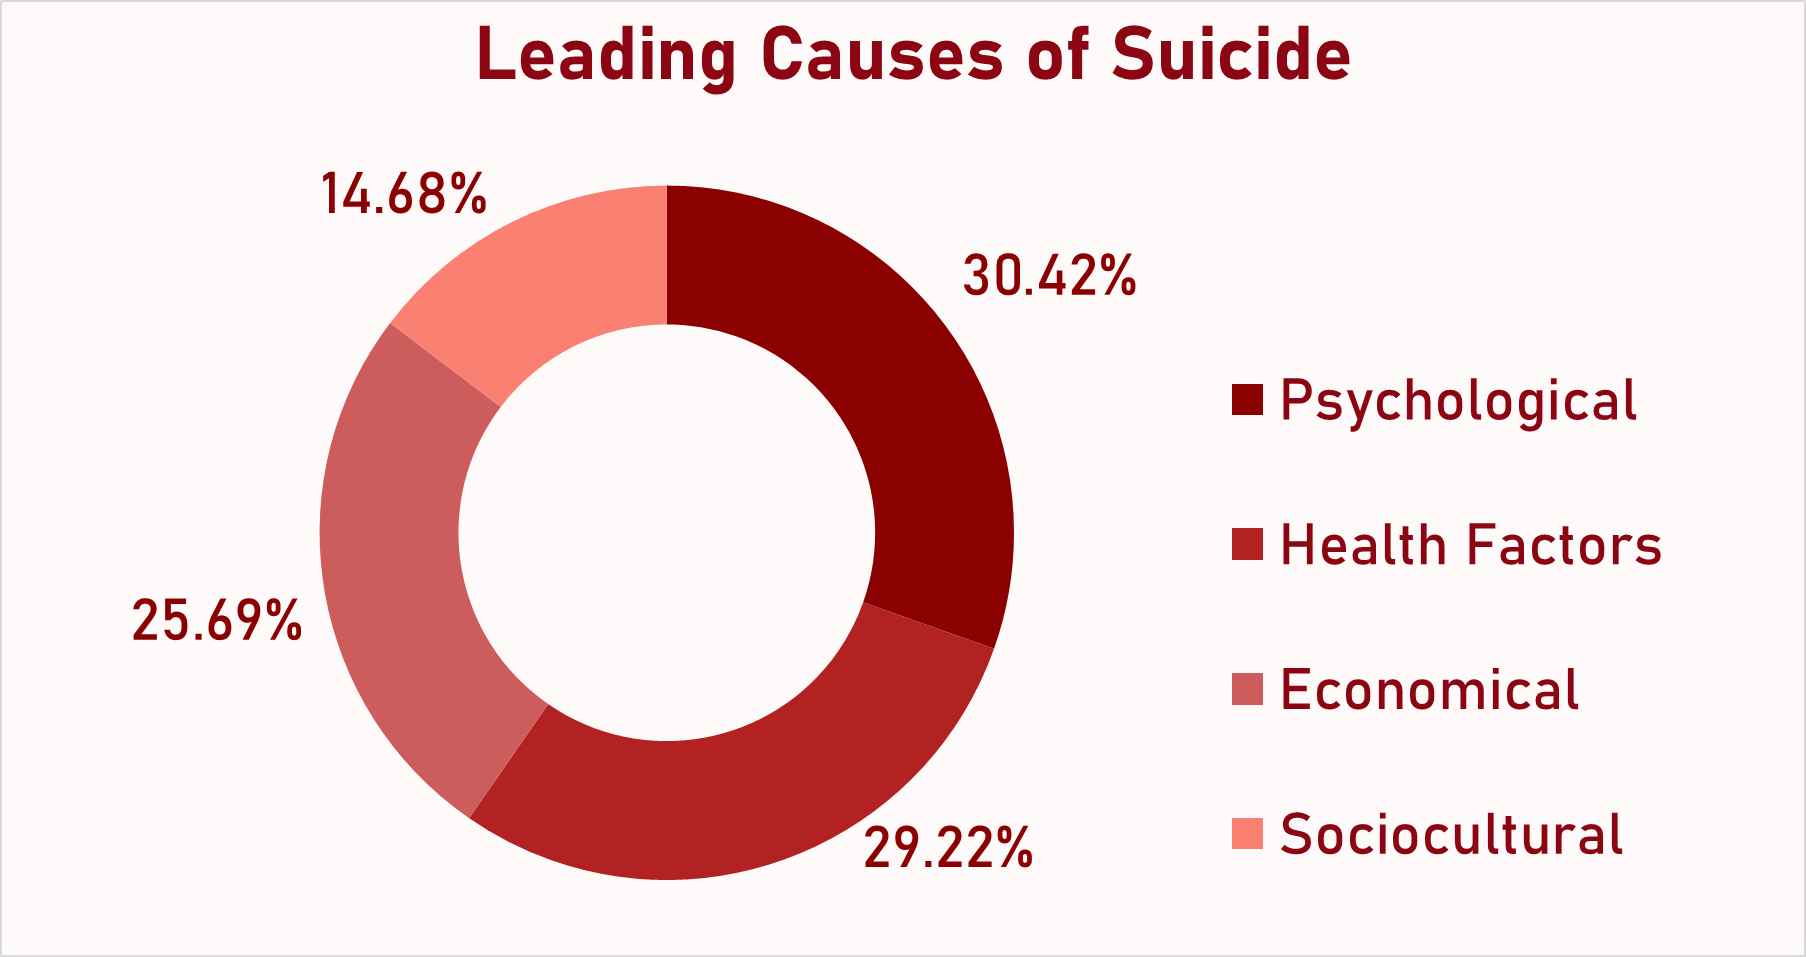 Leading Causes of Suicide
14.68%
30.42%
25.69%
29.22%
Psychological
Health Factors
Economical
Sociocultural